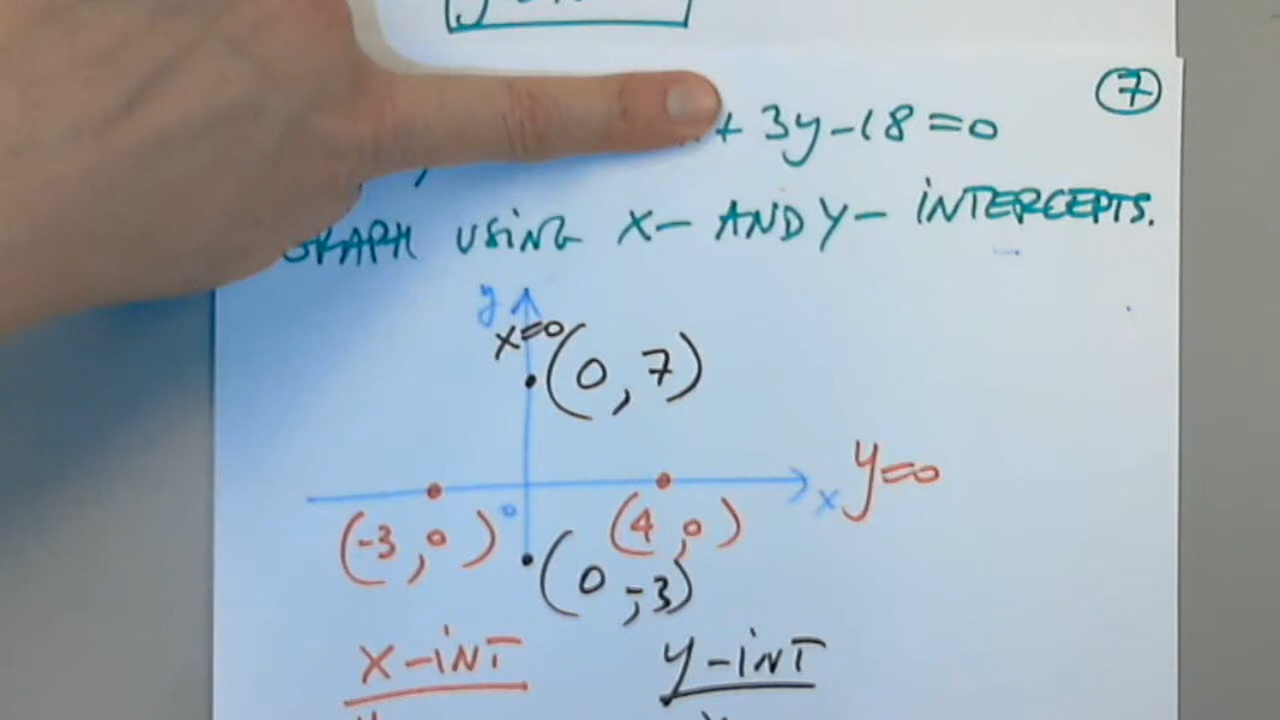 7
+ 3y-18=0
GRAPH USING X- AND Y- INTERCEPTS.
y
x=0
(0, 7)
y=0
x
0
(-3, 0)
(4, 0)
(0, -3)
X-INT
Y-INT